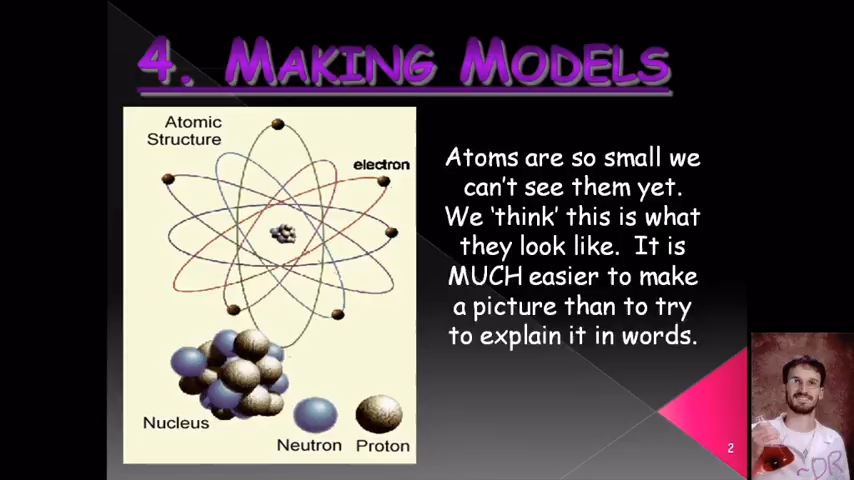 4. MAKING MODELS
Atomic
Structure
electron
Nucleus
Neutron
Proton
Atoms are so small we
can't see them yet.
We 'think' this is what
they look like. It is
MUCH easier to make
a picture than to try
to explain it in words.
2
DR